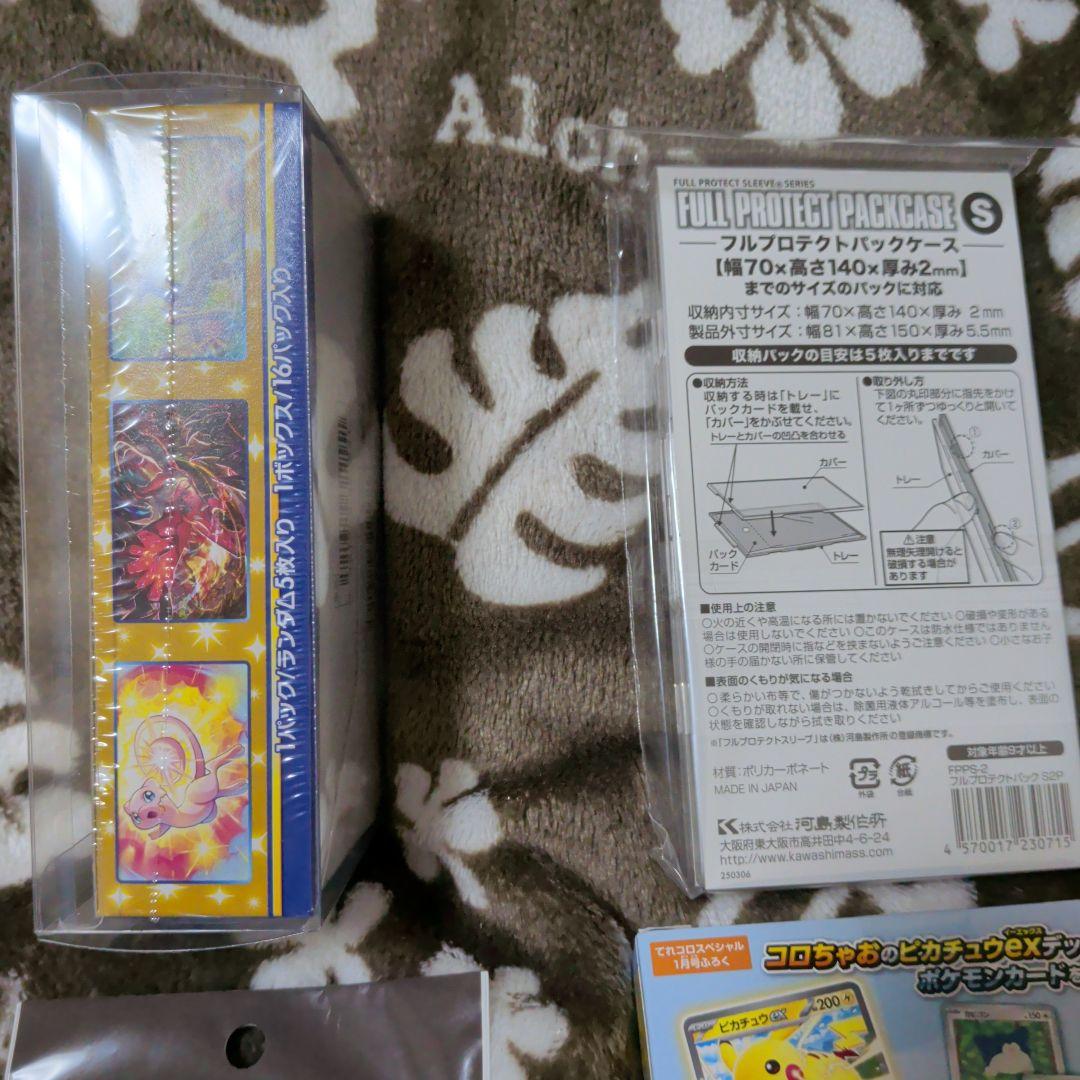 Aloh
1パック/ランダム5枚入り 1ボックス/16パック入り
FULL PROTECT SLEEVE® SERIES
FULL PROTECT PACKCASE S
フルプロテクトパックケース
【幅70×高さ140×厚み2mm】
までのサイズのパックに対応
収納内寸サイズ：幅70×高さ140×厚み 2mm
製品外寸サイズ：幅81×高さ150×厚み5.5mm
収納パックの目安は5枚入りまでです
●収納方法
収納する時は「トレー」に
パックカードを載せ、
「カバー」をかぶせてください。
トレーとカバーの凹凸を合わせる
カバー
パック
カード
トレー
●取り外し方
下図の丸印部分に指先をかけ
て1ヶ所ずつゆっくりと開いて
ください。
①
カバー
トレー
②
⚠注意
無理矢理開けると
破損する場合が
あります
■使用上の注意
○火の近くや高温になる所には置かないでください ○破損や変形がある
場合は使用しないでください ○このケースは防水仕様ではありません
○ケースの開閉時に指などを挟まないようご注意ください ○小さなお子
様の手の届かない所に保管してください
■表面のくもりが気になる場合
○柔らかい布等で、傷がつかないよう乾拭きしてからご使用ください
○くもりが取れない場合は、除菌用液体アルコール等を塗布し、表面の
状態を確認しながら拭き取りください
※「フルプロテクトスリーブ」は(株)河島製作所の登録商標です。
対象年齢9才以上
材質：ポリカーボネート
MADE IN JAPAN
プラ
外袋
紙
台紙
FPPS-2
フルプロテクトパック S2P
株式会社 河島製作所
大阪府東大阪市高井田中4-6-24
http://www.kawashimass.com
250306
4 570017 230715
てれコロスペシャル
1月号ふろく
コロちゃおのピカチュウexデッ
イーエックス
ポケモンカードを
ピカチュウex
200
カビゴン
150